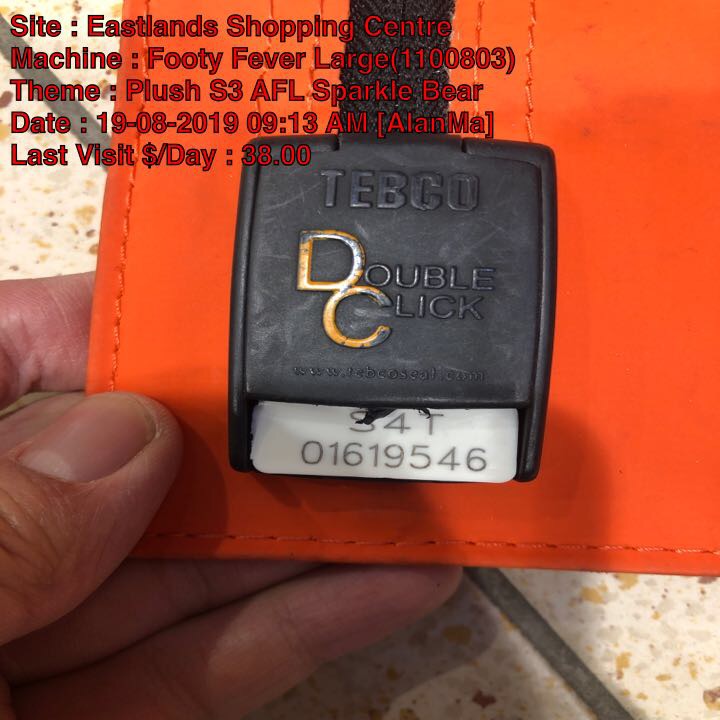 Site : Eastlands Shopping Centre
Machine : Footy Fever Large(1100803)
Theme : Plush S3 AFL Sparkle Bear
Date : 19-08-2019 09:13 AM [AlanMa]
Last Visit $/Day : 38.00
TEBCO
DOUBLE
CLICK
www.tebcoseal.com
S4T
01619546